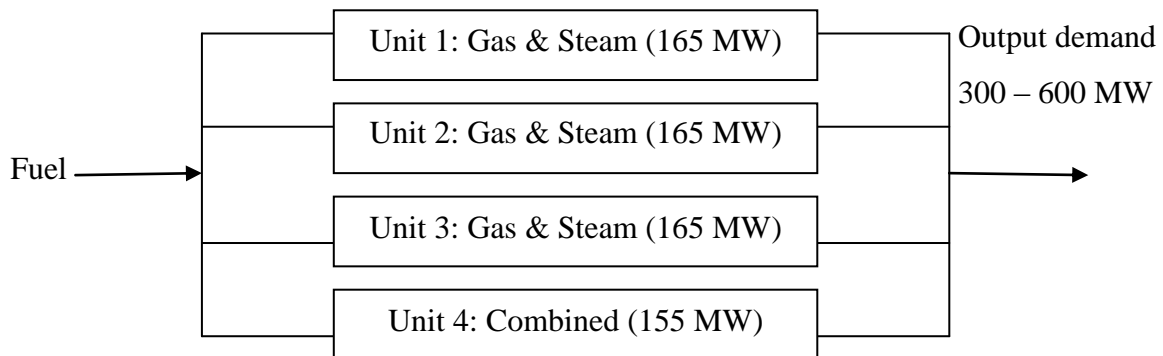 Unit 1: Gas & Steam (165 MW)
Output demand
300 – 600 MW
Unit 2: Gas & Steam (165 MW)
Fuel
Unit 3: Gas & Steam (165 MW)
Unit 4: Combined (155 MW)